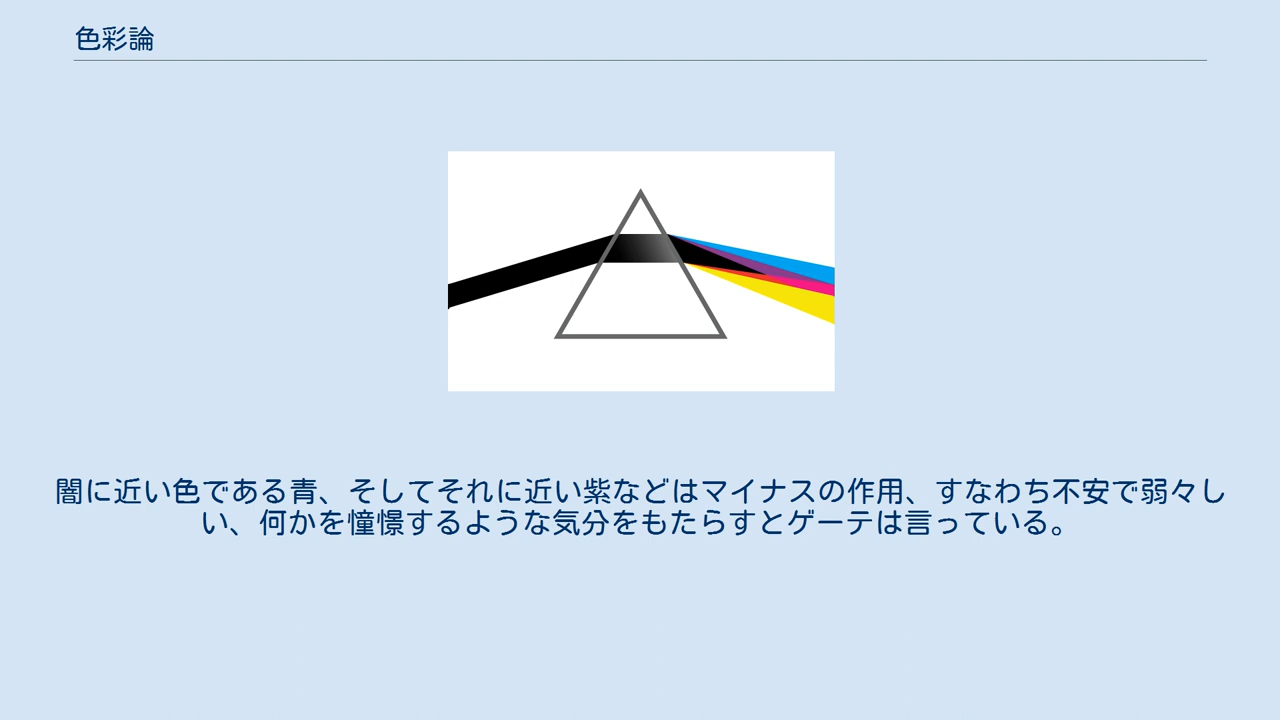 色彩論
闇に近い色である青、そしてそれに近い紫などはマイナスの作用、すなわち不安で弱々し
い、何かを憧憬するような気分をもたらすとゲーテは言っている。